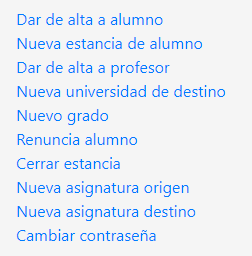 Dar de alta a alumno
Nueva estancia de alumno
Dar de alta a profesor
Nueva universidad de destino
Nuevo grado
Renuncia alumno
Cerrar estancia
Nueva asignatura origen
Nueva asignatura destino
Cambiar contraseña